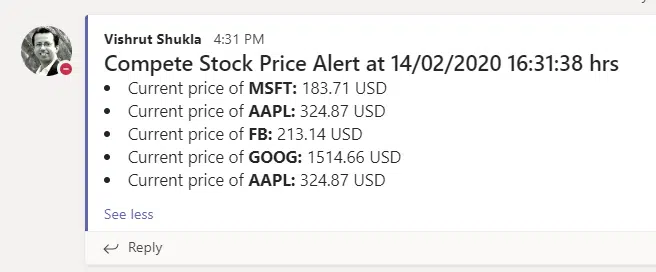 Vishrut Shukla 4:31 PM
Compete Stock Price Alert at 14/02/2020 16:31:38 hrs
• Current price of MSFT: 183.71 USD
• Current price of AAPL: 324.87 USD
• Current price of FB: 213.14 USD
• Current price of GOOG: 1514.66 USD
• Current price of AAPL: 324.87 USD
See less
Reply